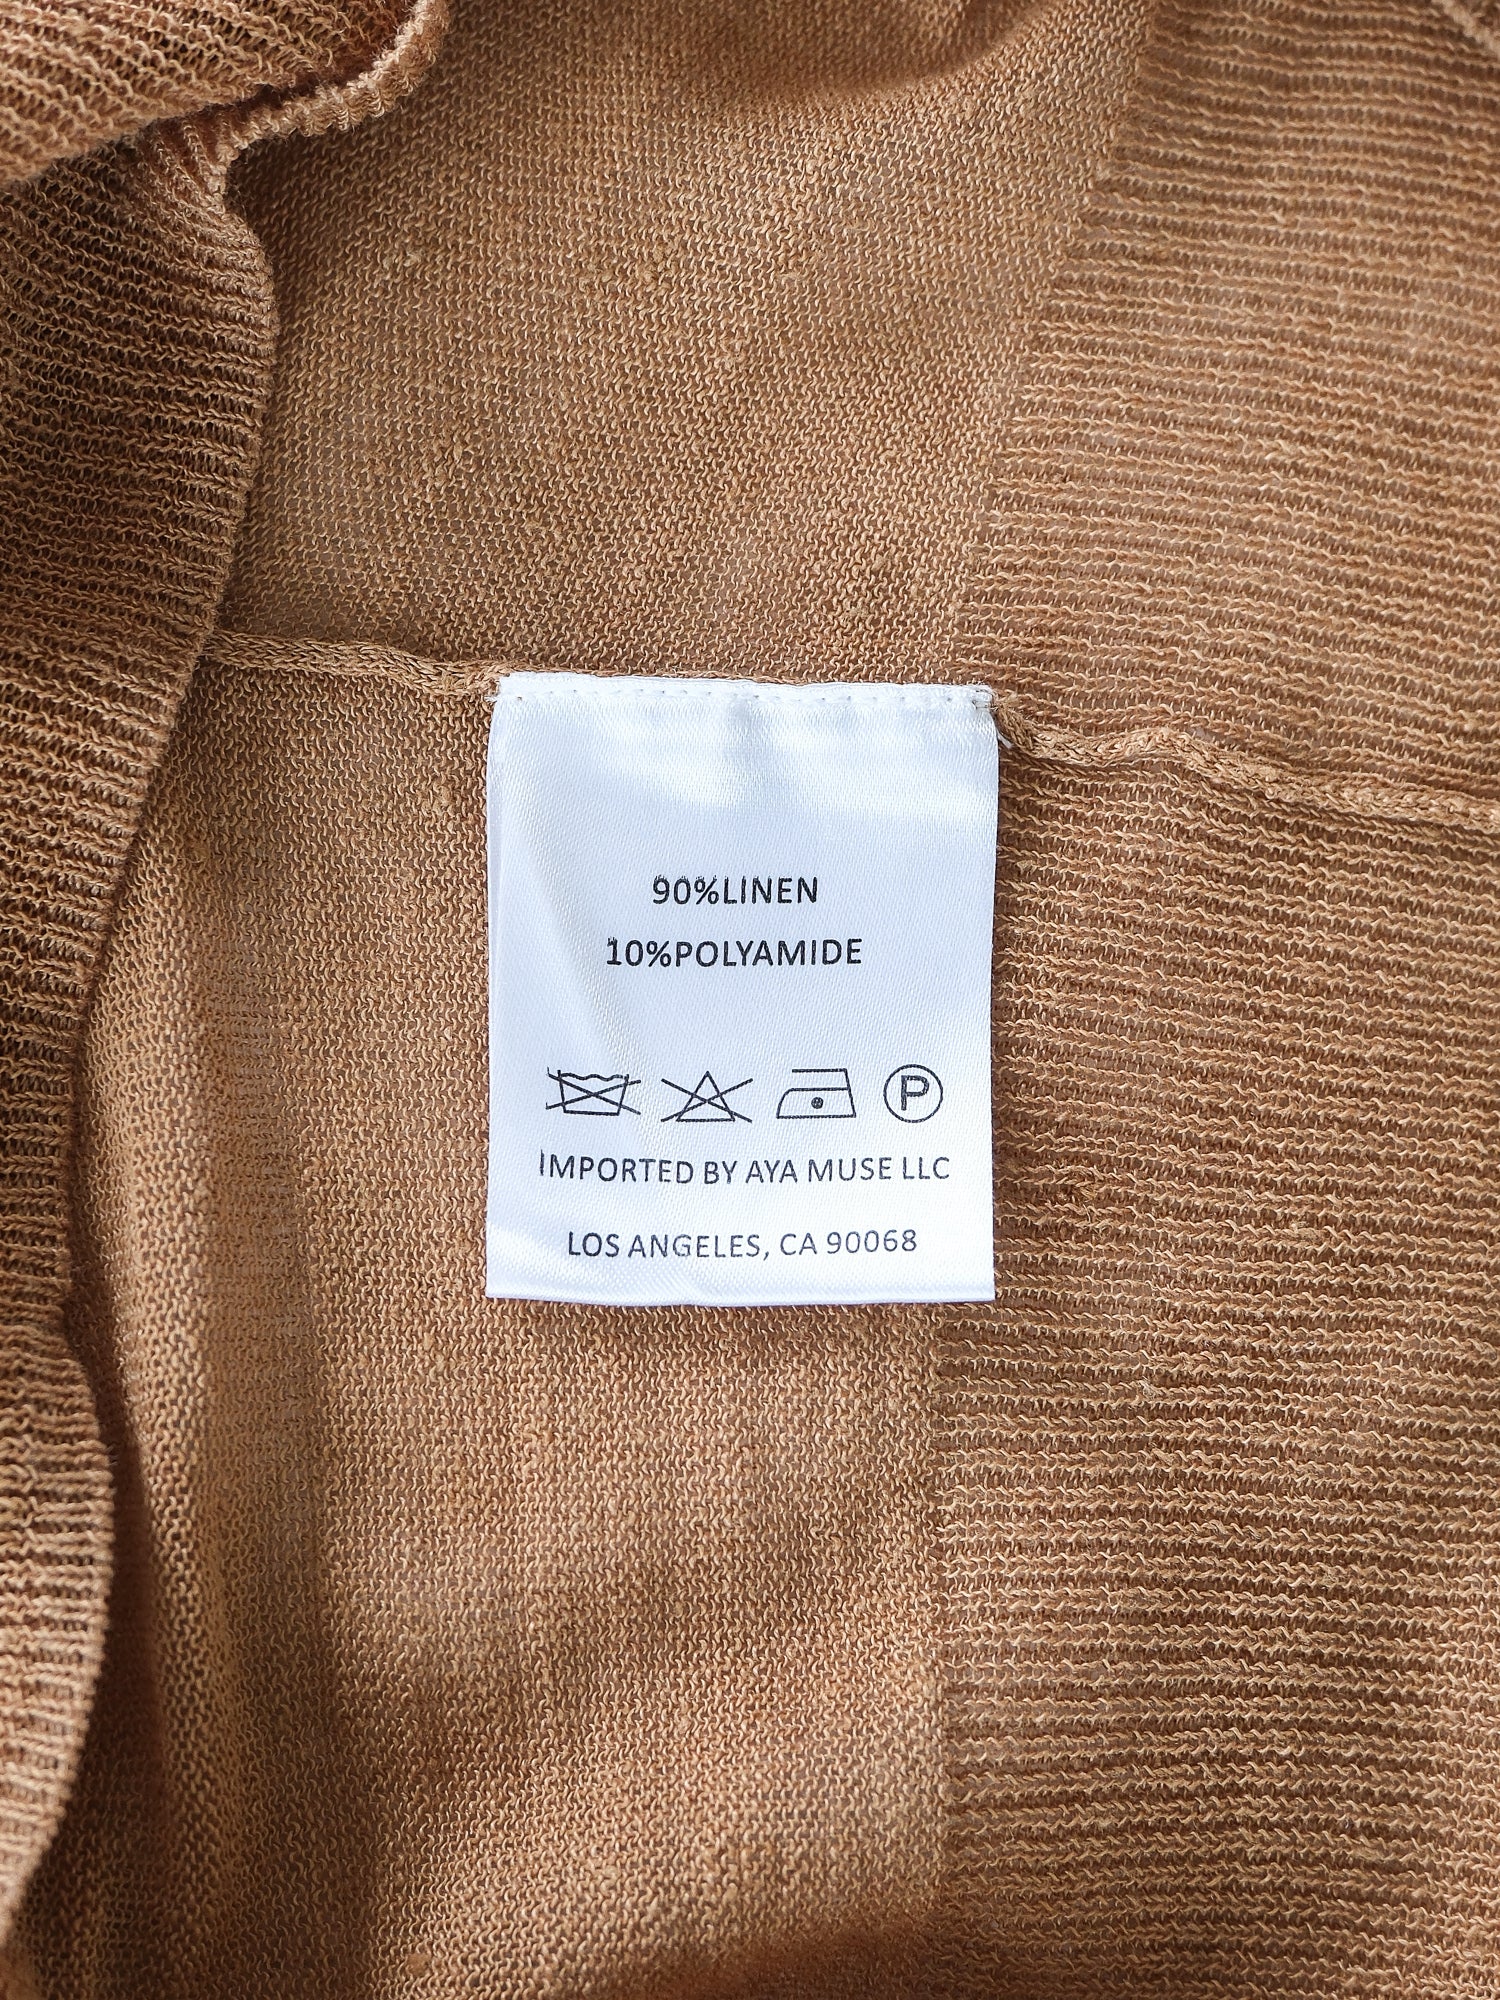 90%LINEN
10%POLYAMIDE
P
IMPORTED BY AYA MUSE LLC
LOS ANGELES, CA 90068